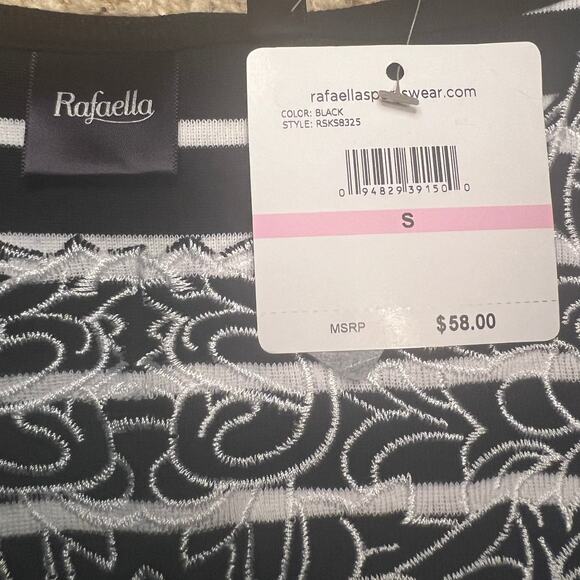 Rafaella
rafaellasportswear.com
COLOR: BLACK
STYLE: RSKS8325
0 94829 39150 0
S
MSRP $58.00